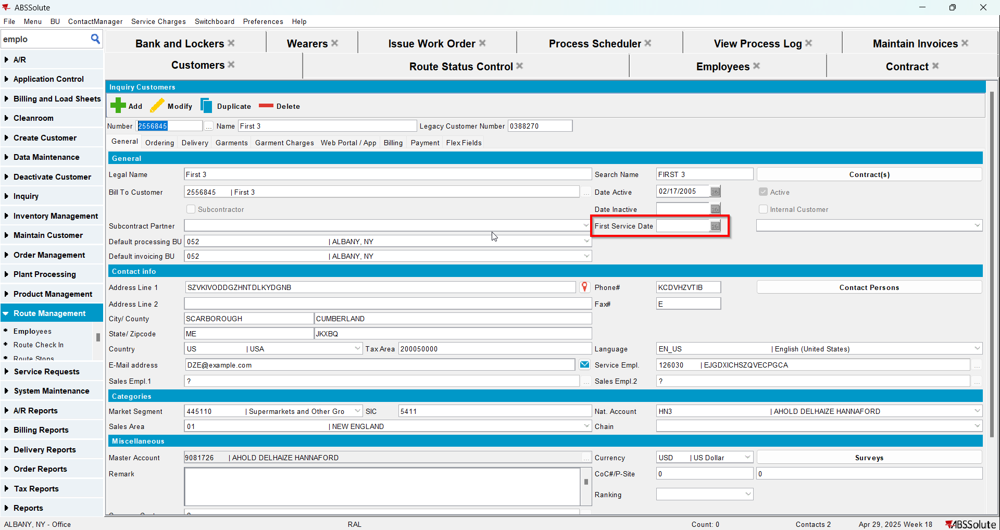 ABSSolute
File Menu BU ContactManager Service Charges Switchboard Preferences Help
emplo
Bank and Lockers Wearers Issue Work Order Process Scheduler View Process Log Maintain Invoices
Customers Route Status Control Employees Contract
A/R
Application Control
Billing and Load Sheets
Cleanroom
Create Customer
Data Maintenance
Deactivate Customer
Inquiry
Inventory Management
Maintain Customer
Order Management
Plant Processing
Product Management
Route Management
Employees
Route Check In
Route Stops
Service Requests
System Maintenance
A/R Reports
Billing Reports
Delivery Reports
Order Reports
Tax Reports
Reports
Inquiry Customers
Add Modify Duplicate Delete
Number 2556845 ... Name First 3 Legacy Customer Number 0388270
General Ordering Delivery Garments Garment Charges Web Portal / App Billing Payment Flex Fields
General
Legal Name First 3 Search Name FIRST 3 Contract(s)
Bill To Customer 2556845 | First 3 ... Date Active 02/17/2005 16 Active
Subcontractor Date Inactive 16 Internal Customer
Subcontract Partner First Service Date 16
Default processing BU 052 | ALBANY, NY
Default invoicing BU 052 | ALBANY, NY
Contact info
Address Line 1 SZVKIVODDGZHNTDLKYDGNB Phone# KCDVHZVTIB Contact Persons
Address Line 2 Fax# E
City/ County SCARBOROUGH CUMBERLAND
State/ Zipcode ME JKXBQ
Country US | USA Tax Area 200050000 Language EN_US | English (United States)
E-Mail address DZE@example.com Service Empl. 126030 | EJGDXICHSZQVECPGCA ...
Sales Empl.1 ? ... Sales Empl.2 ? ...
Categories
Market Segment 445110 | Supermarkets and Other Gro SIC 5411 Nat. Account HN3 | AHOLD DELHAIZE HANNAFORD
Sales Area 01 | NEW ENGLAND Chain
Miscellaneous
Master Account 9081726 | AHOLD DELHAIZE HANNAFORD ... Currency USD | US Dollar Surveys
Remark CoC#/P-Site 0 0
Ranking
ALBANY, NY - Office RAL Count: 0 Contacts 2 Apr 29, 2025 Week 18 ABSSolute